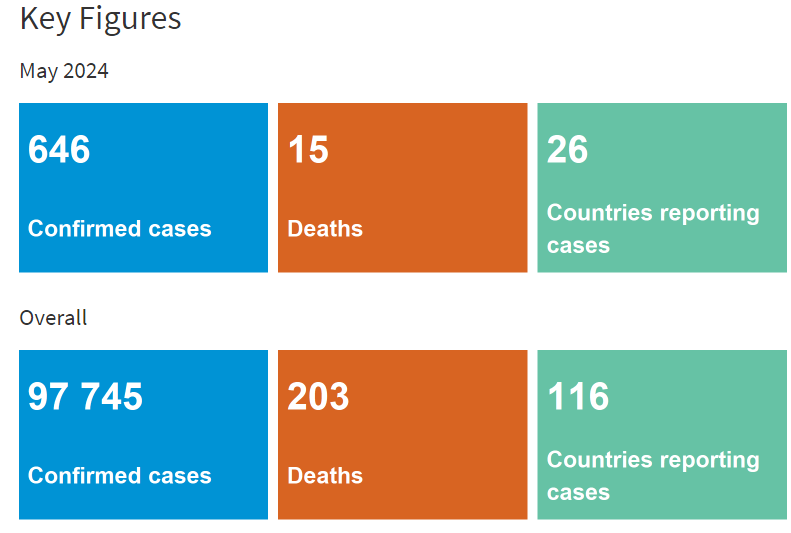 Key Figures
May 2024
646
15
26
Confirmed cases
Deaths
Countries reporting
cases
Overall
97 745
203
116
Confirmed cases
Deaths
Countries reporting
cases